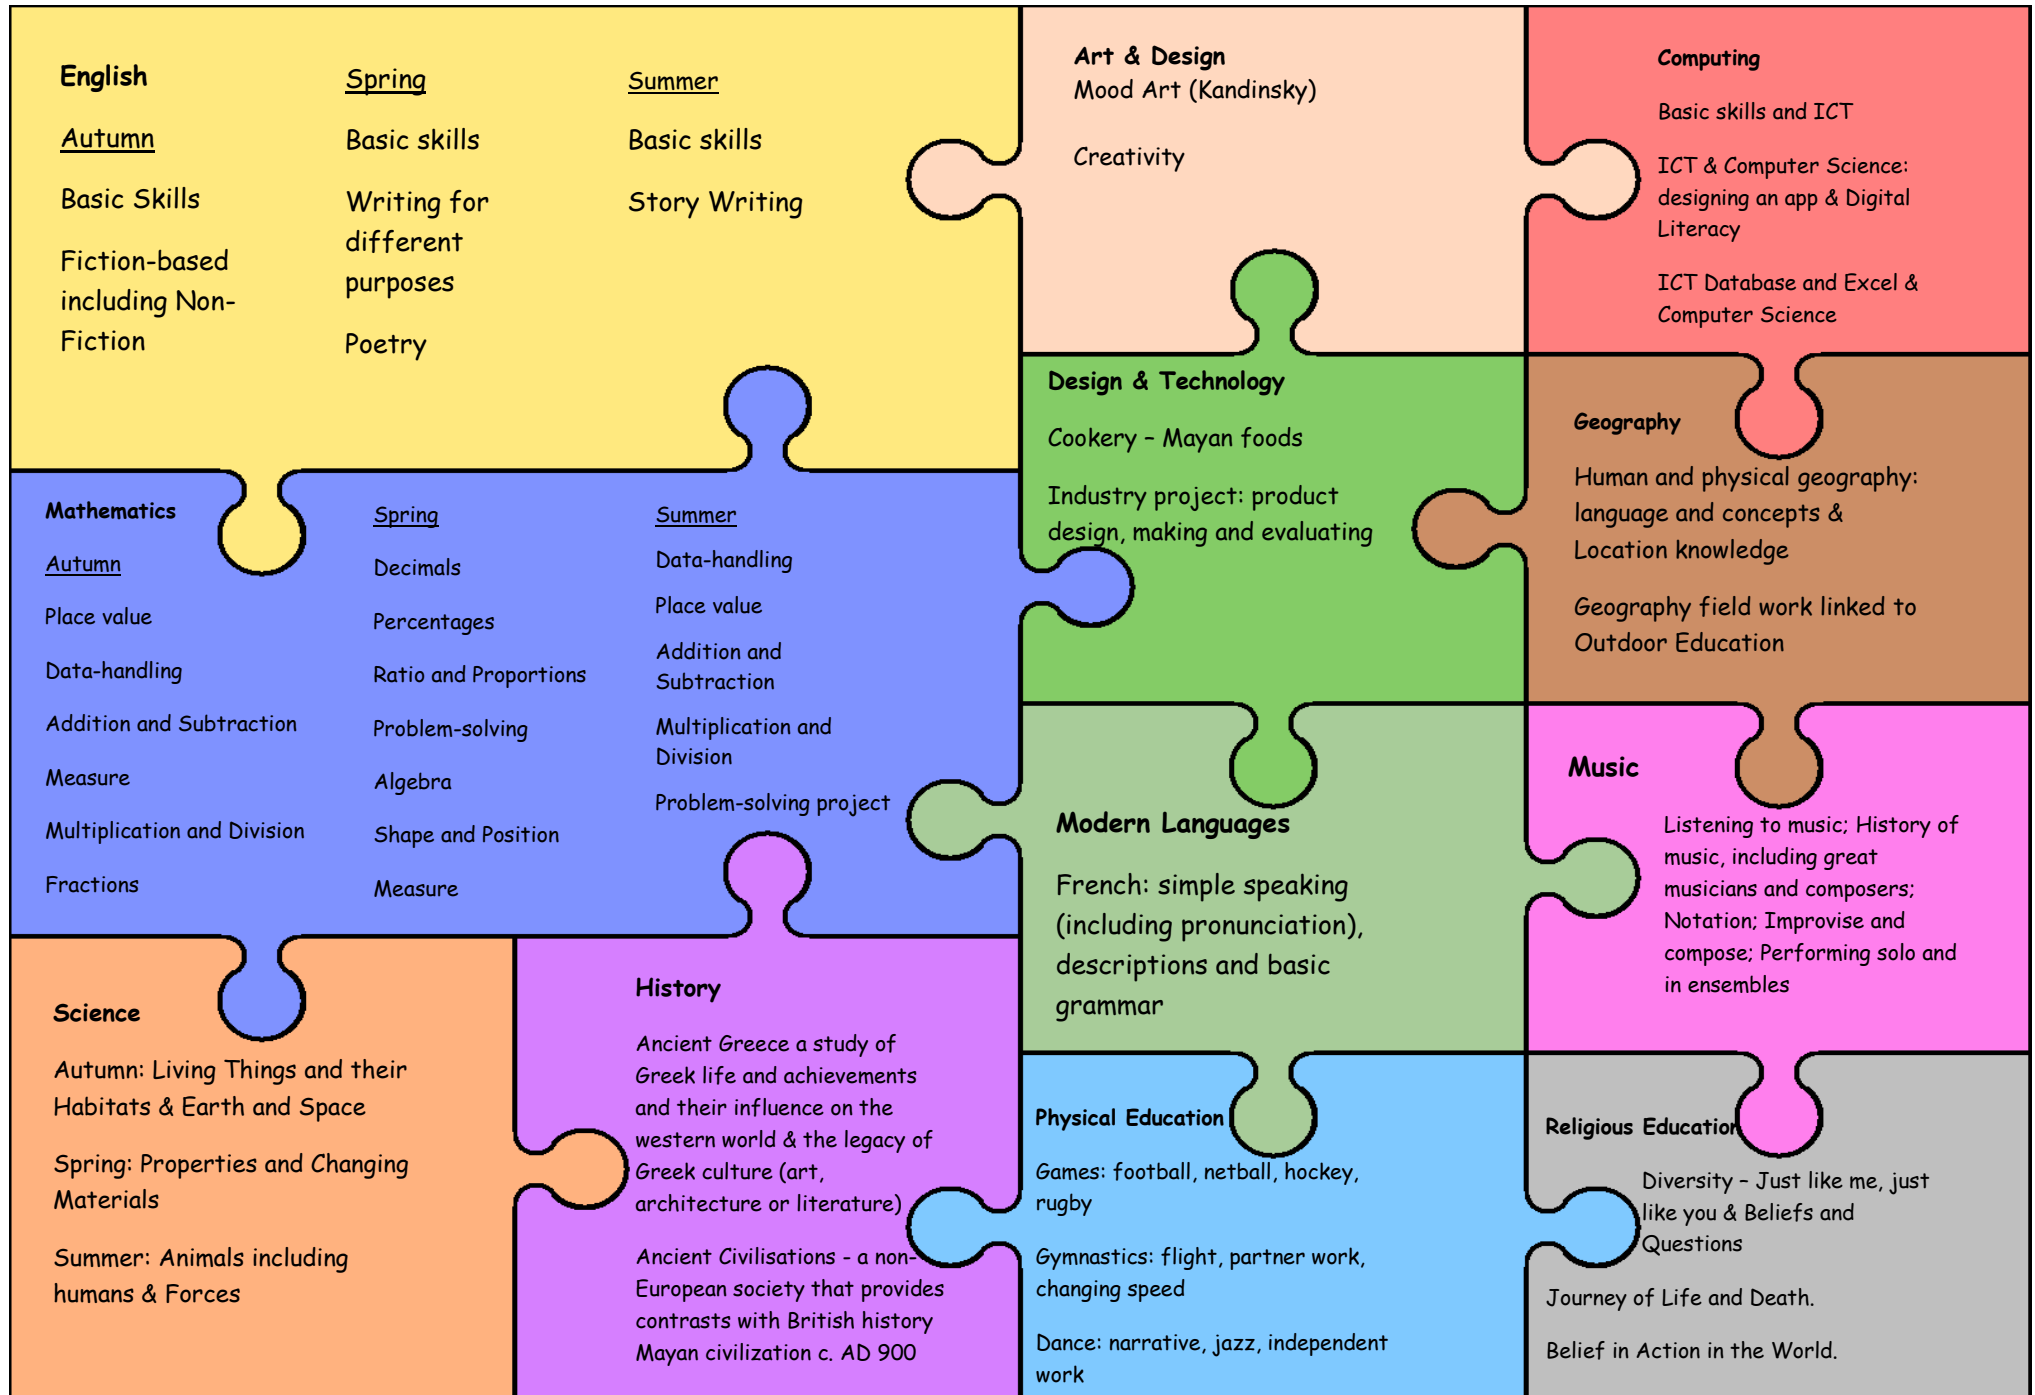 English
Autumn
Basic Skills
Fiction-based
including Non-
Fiction
Spring
Basic skills
Writing for
different
purposes
Poetry
Summer
Basic skills
Story Writing
Art & Design
Mood Art (Kandinsky)
Creativity
Computing
Basic skills and ICT
ICT & Computer Science:
designing an app & Digital
Literacy
ICT Database and Excel &
Computer Science
Mathematics
Autumn
Place value
Data-handling
Addition and Subtraction
Measure
Multiplication and Division
Fractions
Spring
Decimals
Percentages
Ratio and Proportions
Problem-solving
Algebra
Shape and Position
Measure
Summer
Data-handling
Place value
Addition and
Subtraction
Multiplication and
Division
Problem-solving project
Design & Technology
Cookery – Mayan foods
Industry project: product
design, making and evaluating
Geography
Human and physical geography:
language and concepts &
Location knowledge
Geography field work linked to
Outdoor Education
Modern Languages
French: simple speaking
(including pronunciation),
descriptions and basic
grammar
Music
Listening to music; History of
music, including great
musicians and composers;
Notation; Improvise and
compose; Performing solo and
in ensembles
Science
Autumn: Living Things and their
Habitats & Earth and Space
Spring: Properties and Changing
Materials
Summer: Animals including
humans & Forces
History
Ancient Greece a study of
Greek life and achievements
and their influence on the
western world & the legacy of
Greek culture (art,
architecture or literature)
Ancient Civilisations - a non-
European society that provides
contrasts with British history
Mayan civilization c. AD 900
Physical Education
Games: football, netball, hockey,
rugby
Gymnastics: flight, partner work,
changing speed
Dance: narrative, jazz, independent
work
Religious Education
Diversity – Just like me, just
like you & Beliefs and
Questions
Journey of Life and Death.
Belief in Action in the World.